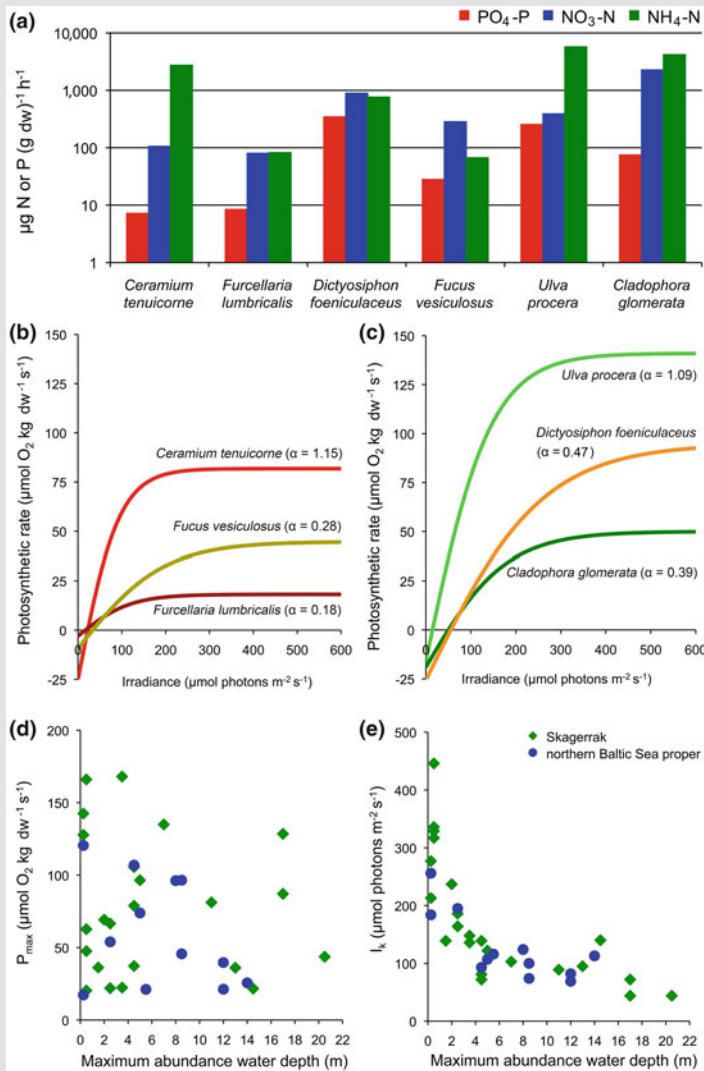 (a)
PO₄-P NO₃-N NH₄-N
µg N or P (g dw)⁻¹ h⁻¹
10,000
1,000
100
10
1
Ceramium tenuicorne
Furcellaria lumbricalis
Dictyosiphon foeniculaceus
Fucus vesiculosus
Ulva procera
Cladophora glomerata
(b)
Photosynthetic rate (µmol O₂ kg dw⁻¹ s⁻¹)
150
125
100
75
50
25
0
-25
Ceramium tenuicorne (α = 1.15)
Fucus vesiculosus (α = 0.28)
Furcellaria lumbricalis (α = 0.18)
0 100 200 300 400 500 600
Irradiance (µmol photons m⁻² s⁻¹)
(c)
Photosynthetic rate (µmol O₂ kg dw⁻¹ s⁻¹)
150
125
100
75
50
25
0
-25
Ulva procera (α = 1.09)
Dictyosiphon foeniculaceus
(α = 0.47)
Cladophora glomerata (α = 0.39)
0 100 200 300 400 500 600
Irradiance (µmol photons m⁻² s⁻¹)
(d)
Pmax (µmol O₂ kg dw⁻¹ s⁻¹)
200
150
100
50
0
0 2 4 6 8 10 12 14 16 18 20 22
Maximum abundance water depth (m)
(e)
Skagerrak
northern Baltic Sea proper
Ik (µmol photons m⁻² s⁻¹)
500
400
300
200
100
0
0 2 4 6 8 10 12 14 16 18 20 22
Maximum abundance water depth (m)